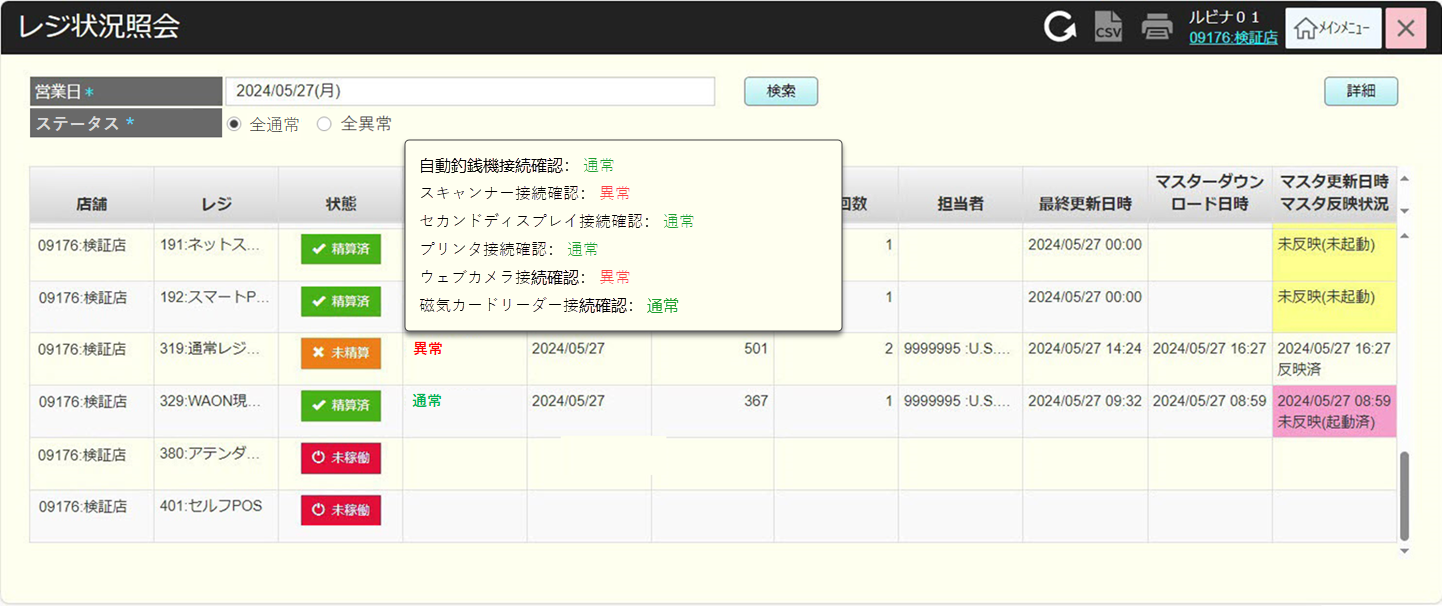 レジ状況照会
CSV
ルビナ01
09176:検証店
メインメニュー
営業日*
2024/05/27(月)
検索
詳細
ステータス *
全通常
全異常
自動釣銭機接続確認: 通常
スキャンナー接続確認: 異常
セカンドディスプレイ接続確認: 通常
プリンタ接続確認: 通常
ウェブカメラ接続確認: 異常
磁気カードリーダー接続確認: 通常
店舗 レジ 状態 回数 担当者 最終更新日時 マスターダウンロード日時 マスタ更新日時 マスタ反映状況
09176:検証店 191:ネットス... 精算済 1 2024/05/27 00:00 未反映(未起動)
09176:検証店 192:スマートP... 精算済 1 2024/05/27 00:00 未反映(未起動)
09176:検証店 319:通常レジ... 未精算 異常 2024/05/27 501 2 9999995 :U.S.... 2024/05/27 14:24 2024/05/27 16:27 2024/05/27 16:27
反映済
09176:検証店 329:WAON現... 精算済 通常 2024/05/27 367 1 9999995 :U.S.... 2024/05/27 09:32 2024/05/27 08:59 2024/05/27 08:59
未反映(起動済)
09176:検証店 380:アテンダ... 未稼働
09176:検証店 401:セルフPOS 未稼働